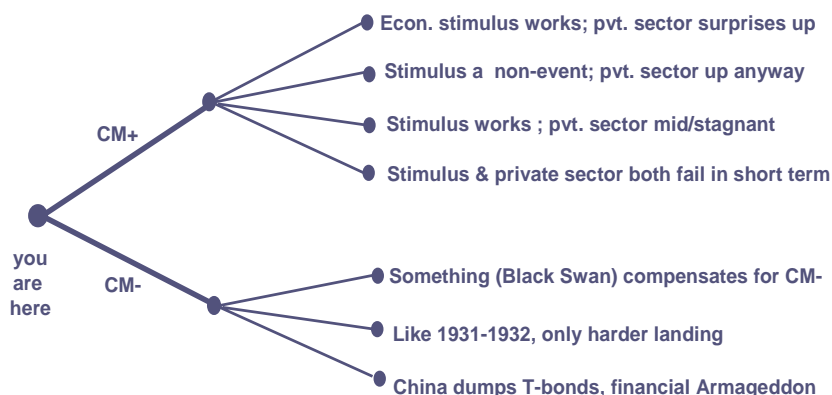 Econ. stimulus works; pvt. sector surprises up
Stimulus a non-event; pvt. sector up anyway
CM+
Stimulus works ; pvt. sector mid/stagnant
Stimulus & private sector both fail in short term
you
are
here
CM-
Something (Black Swan) compensates for CM-
Like 1931-1932, only harder landing
China dumps T-bonds, financial Armageddon